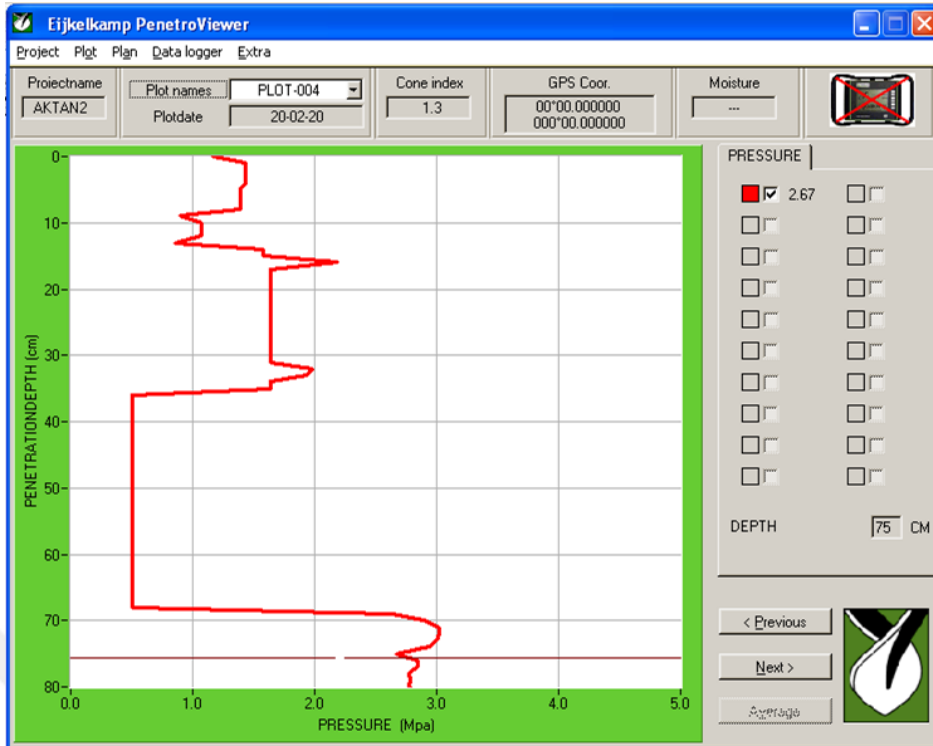 Eijkelkamp PenetroViewer
Project Plot Plan Data logger Extra
Projectname
AKTAN2
Plot names
PLOT-004
Plotdate
20-02-20
Cone index
1.3
GPS Coor.
00°00.000000
000°00.000000
Moisture
---
PRESSURE
2.67
DEPTH
75 CM
< Previous
Next >
Average
PENETRATIONDEPTH (cm)
0
10
20
30
40
50
60
70
80
0.0 1.0 2.0 3.0 4.0 5.0
PRESSURE (Mpa)